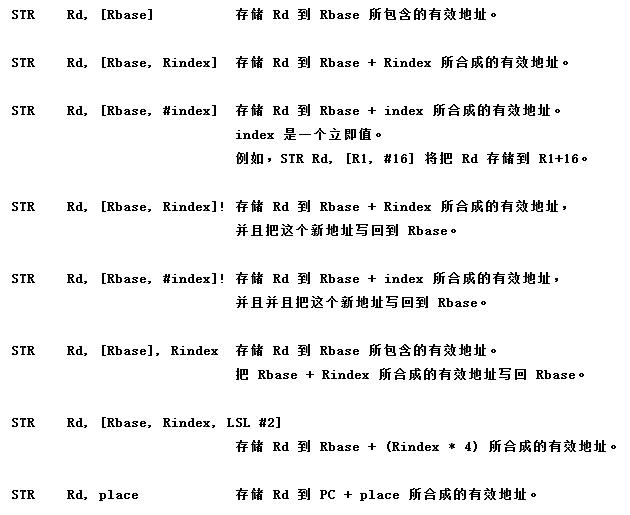 STR Rd, [Rbase] 存储 Rd 到 Rbase 所包含的有效地址。
STR Rd, [Rbase, Rindex] 存储 Rd 到 Rbase + Rindex 所合成的有效地址。
STR Rd, [Rbase, #index] 存储 Rd 到 Rbase + index 所合成的有效地址。
index 是一个立即值。
例如，STR Rd, [R1, #16] 将把 Rd 存储到 R1+16。
STR Rd, [Rbase, Rindex]! 存储 Rd 到 Rbase + Rindex 所合成的有效地址，
并且把这个新地址写回到 Rbase。
STR Rd, [Rbase, #index]! 存储 Rd 到 Rbase + index 所合成的有效地址，
并且并且把这个新地址写回到 Rbase。
STR Rd, [Rbase], Rindex 存储 Rd 到 Rbase 所包含的有效地址。
把 Rbase + Rindex 所合成的有效地址写回 Rbase。
STR Rd, [Rbase, Rindex, LSL #2]
存储 Rd 到 Rbase + (Rindex * 4) 所合成的有效地址。
STR Rd, place 存储 Rd 到 PC + place 所合成的有效地址。